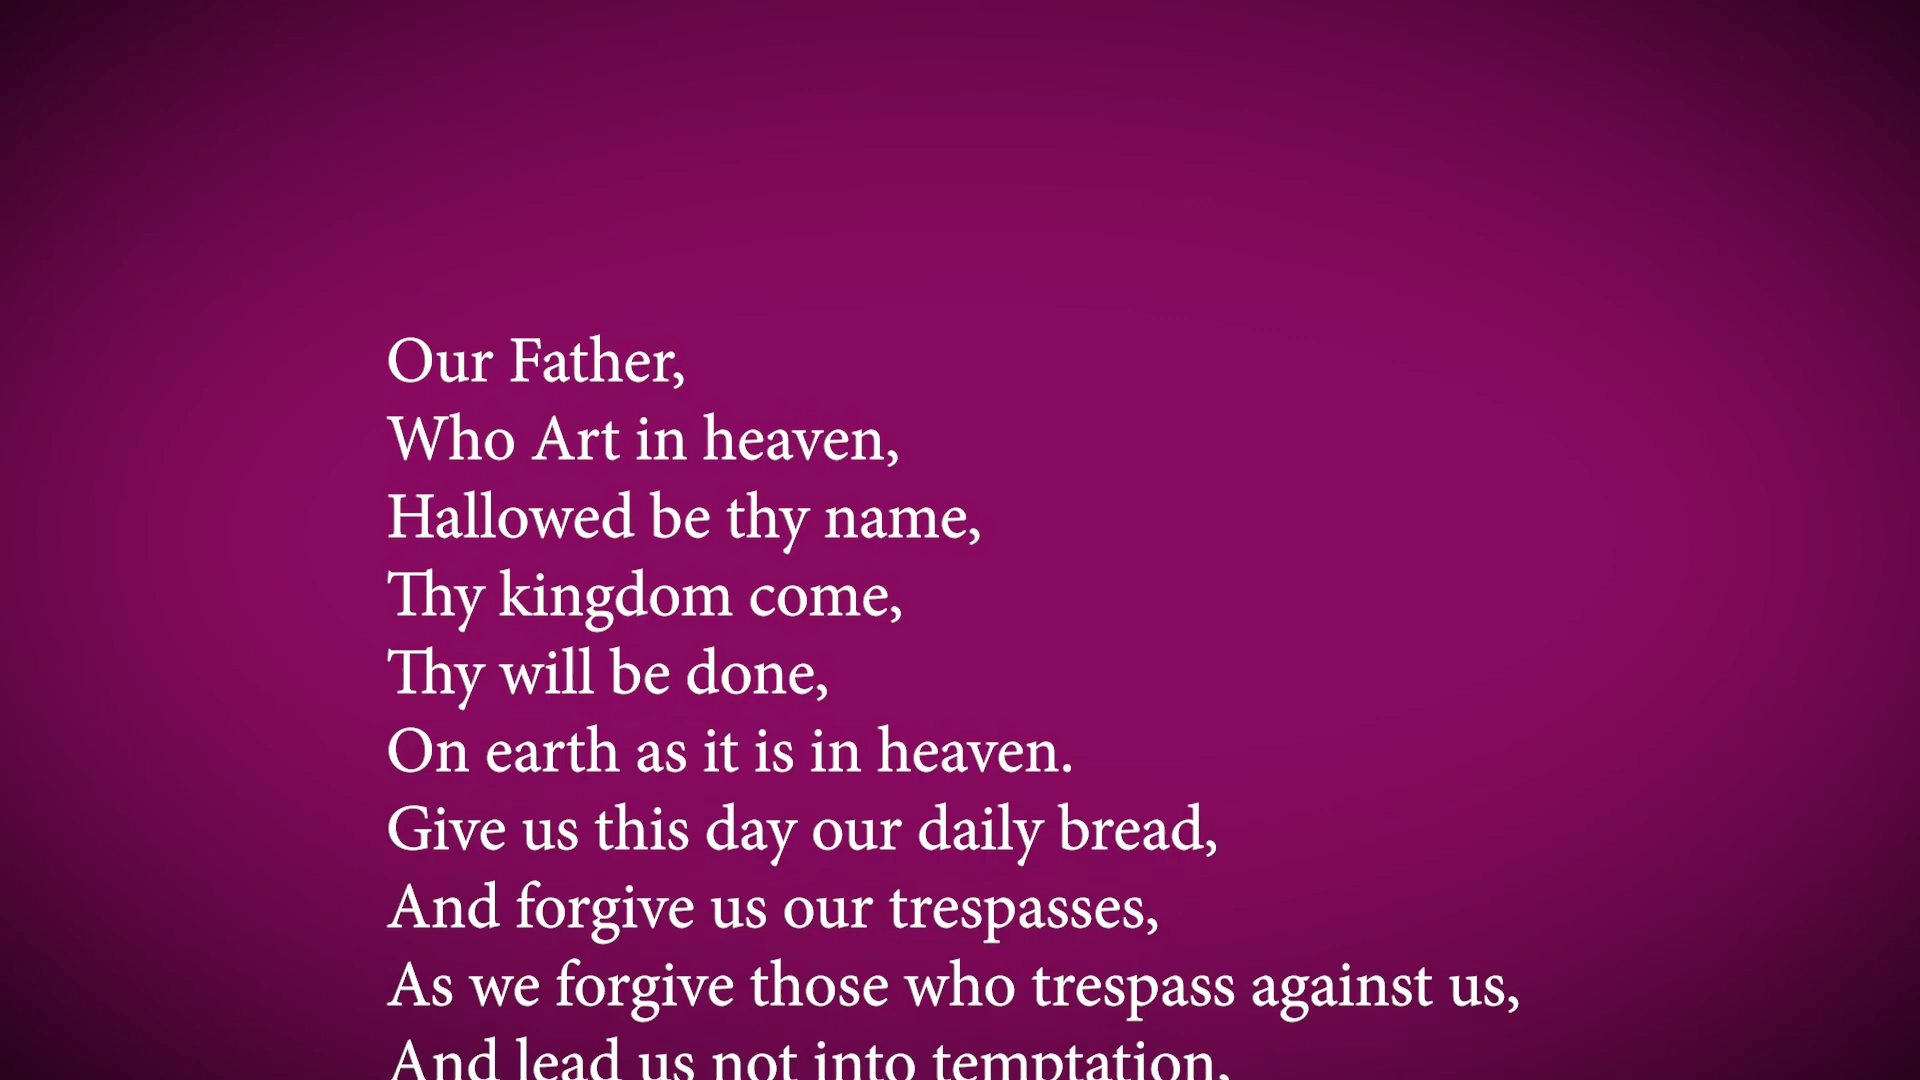 Our Father,
Who Art in heaven,
Hallowed be thy name,
Thy kingdom come,
Thy will be done,
On earth as it is in heaven.
Give us this day our daily bread,
And forgive us our trespasses,
As we forgive those who trespass against us,
And lead us not into temptation,